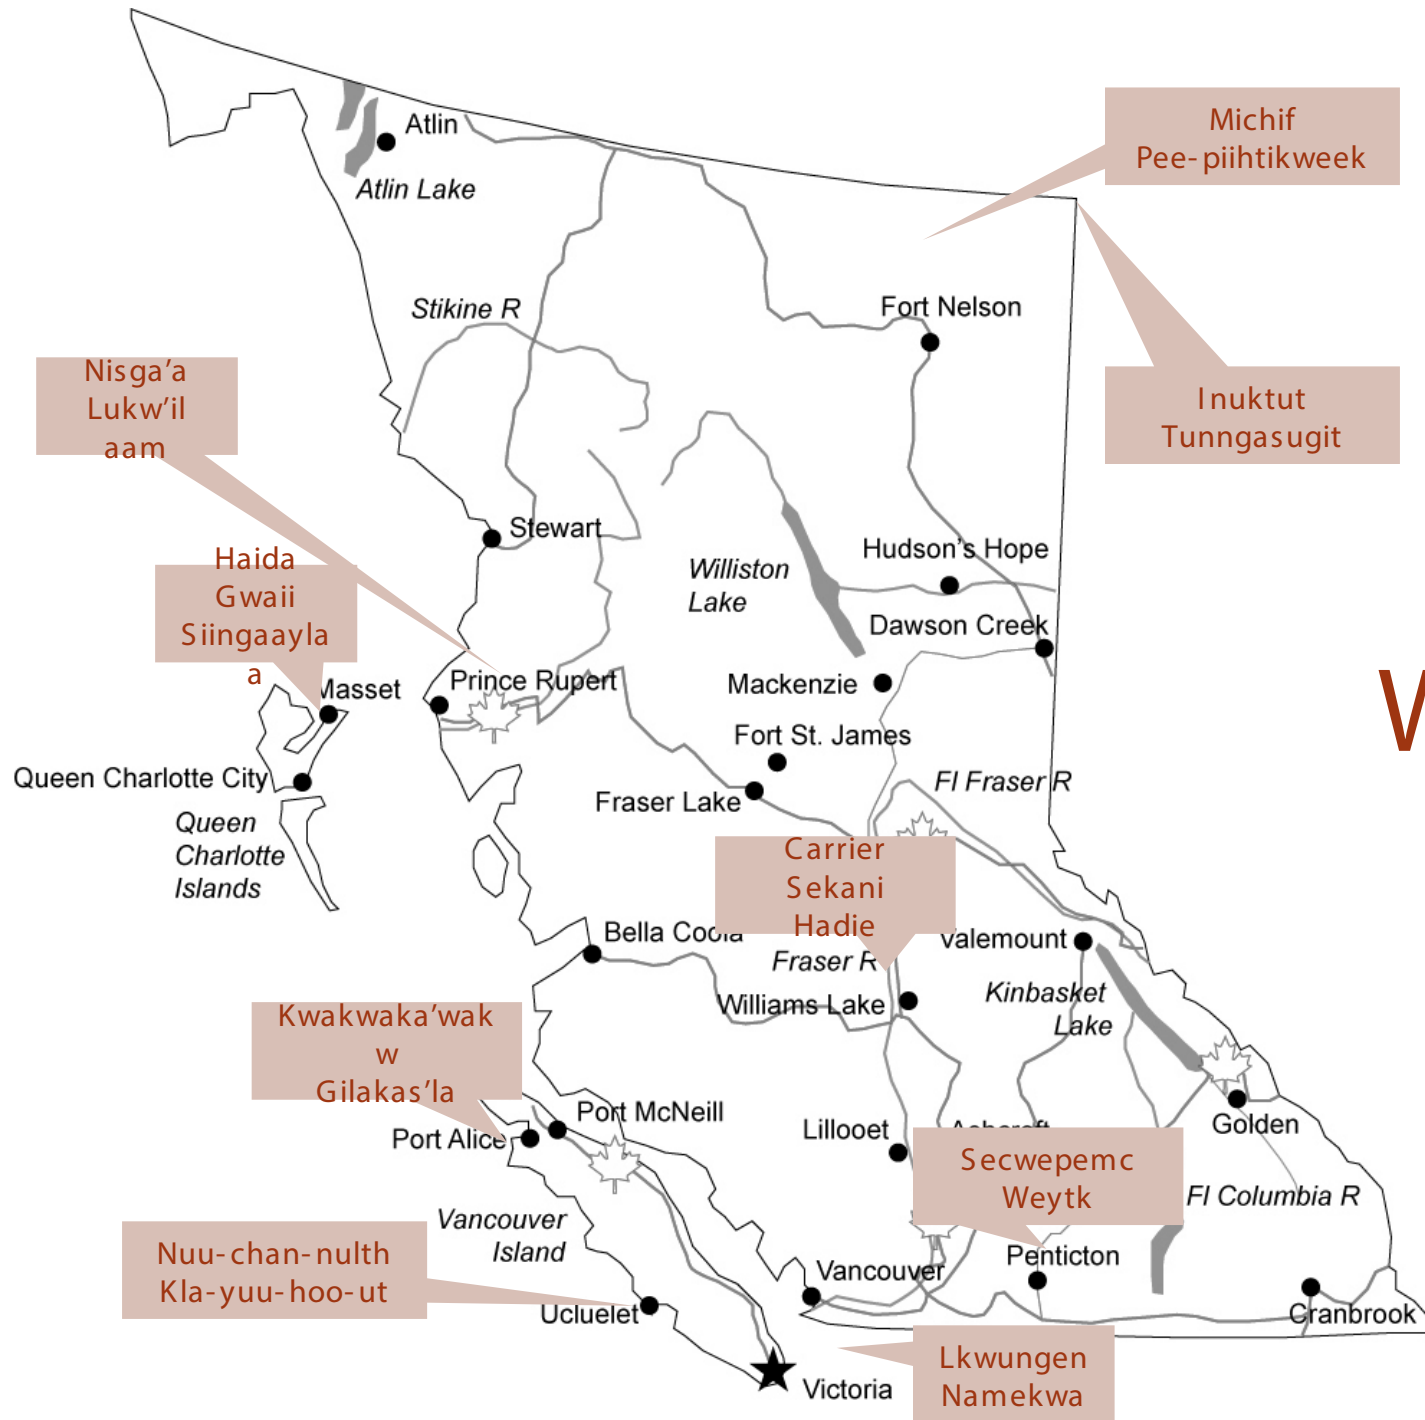 Atlin
Atlin Lake
Michif
Pee-piihtikweek
Stikine R
Fort Nelson
Nisga’a
Lukw’il
aam
Inuktut
Tunngasugit
Stewart
Haida
Gwaii
Siingaayla
a
Hudson’s Hope
Williston
Lake
Dawson Creek
Masset
Prince Rupert
Mackenzie
W
Fort St. James
Queen Charlotte City
Fl Fraser R
Fraser Lake
Queen
Charlotte
Islands
Carrier
Sekani
Hadie
Bella Coola
Valemount
Fraser R
Williams Lake
Kinbasket
Lake
Kwakwaka’wak
w
Gilakas’la
Port McNeill
Port Alice
Lillooet
Ashcroft
Golden
Secwepemc
Weytk
Fl Columbia R
Vancouver
Island
Nuu-chan-nulth
Kla-yuu-hoo-ut
Penticton
Vancouver
Ucluelet
Cranbrook
Lkwungen
Namekwa
Victoria